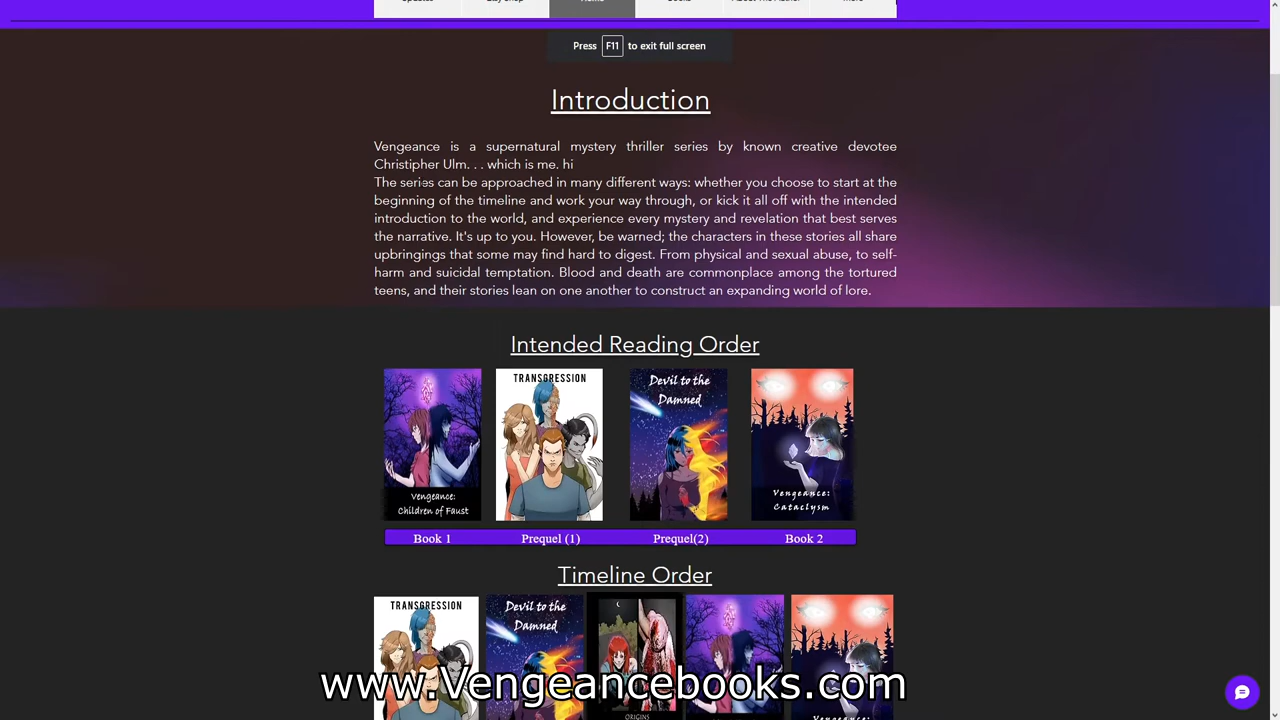 Press F11 to exit full screen
Introduction
Vengeance is a supernatural mystery thriller series by known creative devotee
Christipher Ulm. . . which is me. hi
The series can be approached in many different ways: whether you choose to start at the
beginning of the timeline and work your way through, or kick it all off with the intended
introduction to the world, and experience every mystery and revelation that best serves
the narrative. It's up to you. However, be warned; the characters in these stories all share
upbringings that some may find hard to digest. From physical and sexual abuse, to self-
harm and suicidal temptation. Blood and death are commonplace among the tortured
teens, and their stories lean on one another to construct an expanding world of lore.
Intended Reading Order
Vengeance:
Children of Faust
TRANSGRESSION
Devil to the
Damned
Vengeance:
Cataclysm
Book 1 Prequel (1) Prequel(2) Book 2
Timeline Order
TRANSGRESSION
Devil to the
Damned
ORIGINS
Vengeance:
www.Vengeancebooks.com